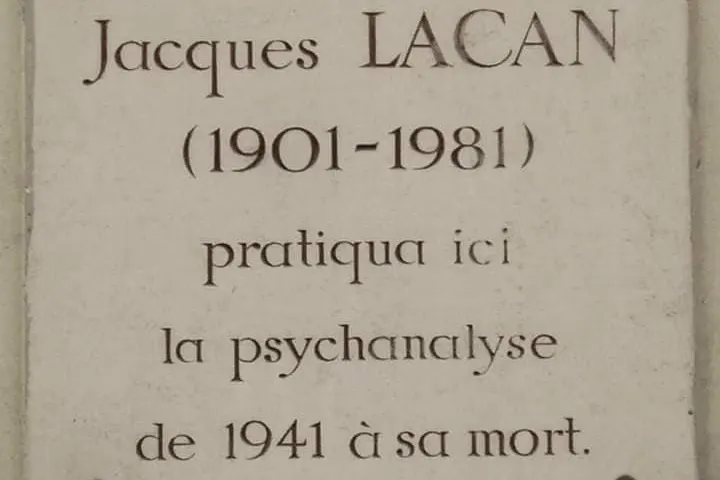 Jacques LACAN
(1901-1981)
pratiqua ici
la psychanalyse
de 1941 à sa mort.